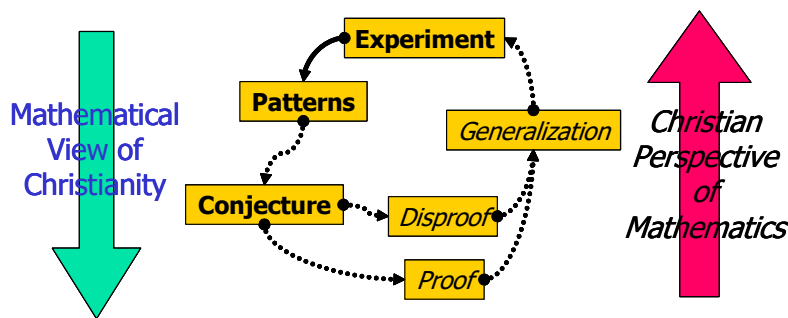 Experiment
Patterns
Mathematical
View of
Christianity
Generalization
Christian
Perspective
of
Mathematics
Conjecture
Disproof
Proof